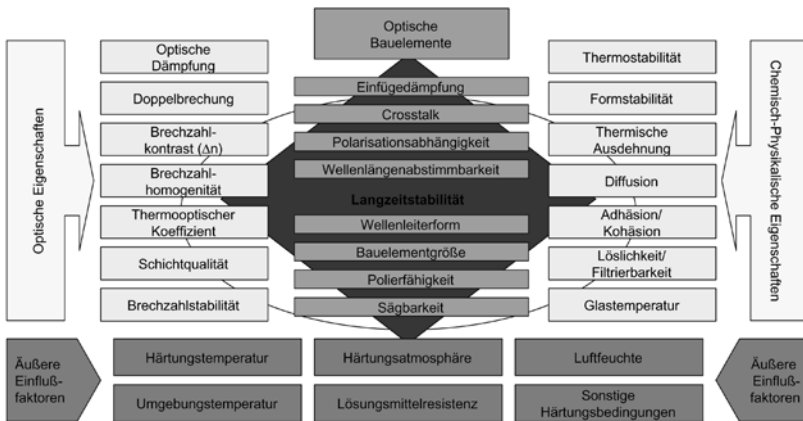 Optische
Bauelemente
Optische Eigenschaften
Optische
Dämpfung
Doppelbrechung
Brechzahl-
kontrast (Δn)
Brechzahl-
homogenität
Thermooptischer
Koeffizient
Schichtqualität
Brechzahlstabilität
Einfügedämpfung
Crosstalk
Polarisationsabhängigkeit
Wellenlängenabstimmbarkeit
Langzeitstabilität
Wellenleiterform
Bauelementgröße
Polierfähigkeit
Sägbarkeit
Thermostabilität
Formstabilität
Thermische
Ausdehnung
Diffusion
Adhäsion/
Kohäsion
Löslichkeit/
Filtrierbarkeit
Glastemperatur
Chemisch-Physikalische Eigenschaften
Äußere
Einfluß-
faktoren
Härtungstemperatur
Härtungsatmosphäre
Luftfeuchte
Umgebungstemperatur
Lösungsmittelresistenz
Sonstige
Härtungsbedingungen
Äußere
Einfluß-
faktoren